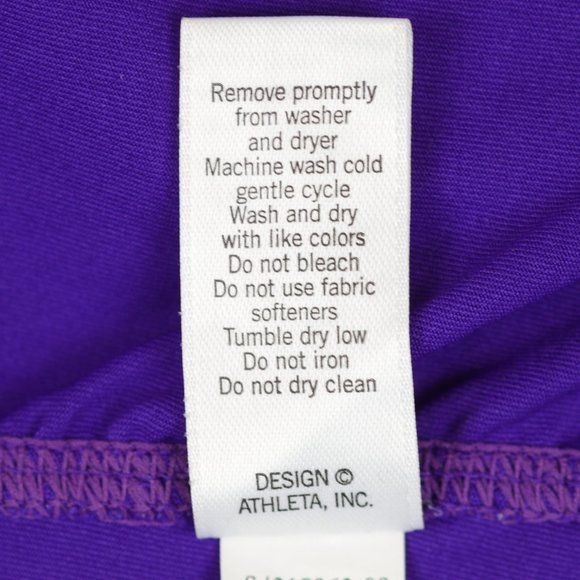 Remove promptly
from washer
and dryer
Machine wash cold
gentle cycle
Wash and dry
with like colors
Do not bleach
Do not use fabric
softeners
Tumble dry low
Do not iron
Do not dry clean
DESIGN ©
ATHLETA, INC.